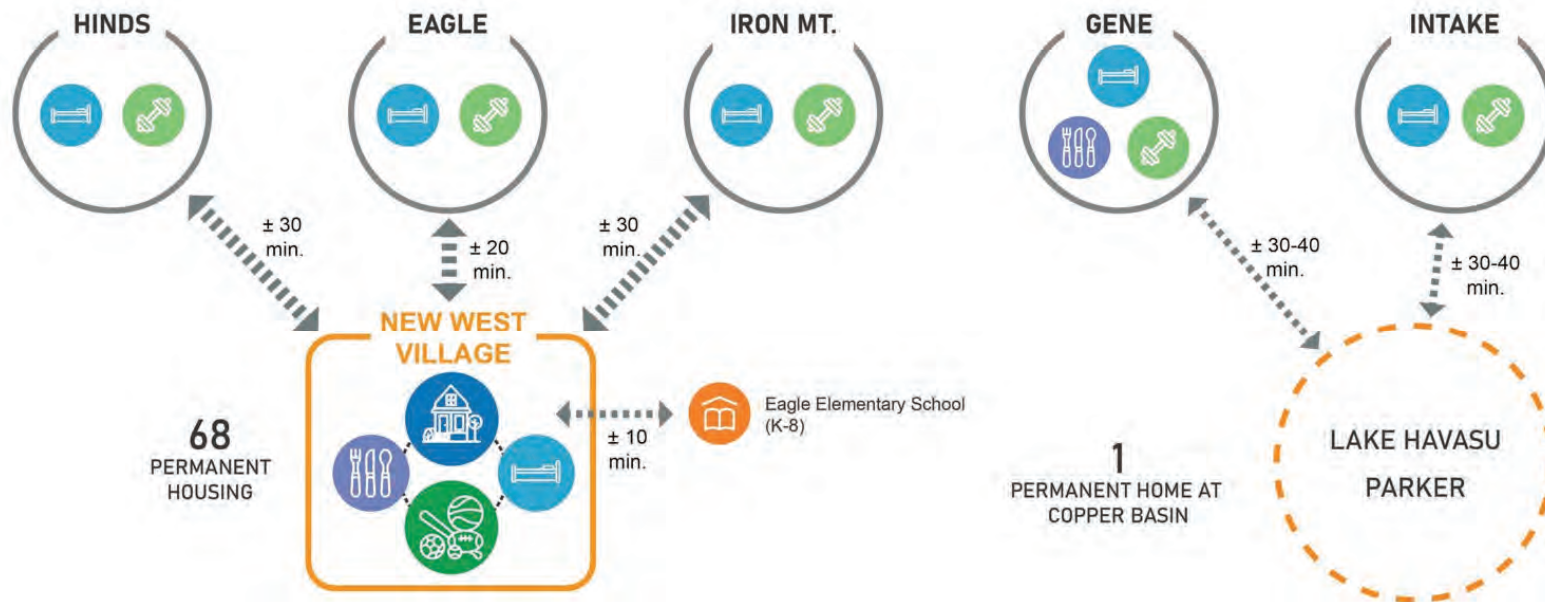 HINDS
EAGLE
IRON MT.
GENE
INTAKE
± 30
min.
± 20
min.
± 30
min.
± 30-40
min.
± 30-40
min.
NEW WEST
VILLAGE
68
PERMANENT
HOUSING
± 10
min.
Eagle Elementary School
(K-8)
1
PERMANENT HOME AT
COPPER BASIN
LAKE HAVASU
PARKER